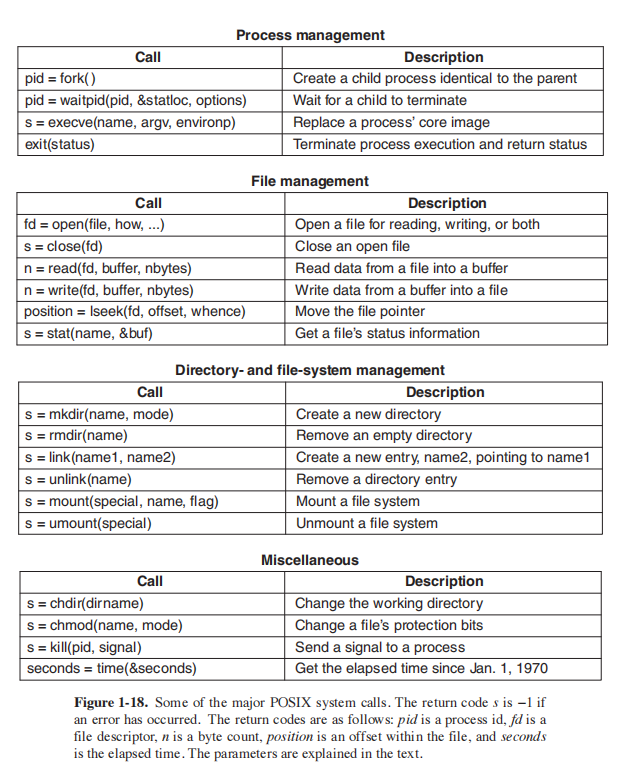 Process management
Call Description
pid = fork( ) Create a child process identical to the parent
pid = waitpid(pid, &statloc, options) Wait for a child to terminate
s = execve(name, argv, environp) Replace a process’ core image
exit(status) Terminate process execution and return status
File management
Call Description
fd = open(file, how, ...) Open a file for reading, writing, or both
s = close(fd) Close an open file
n = read(fd, buffer, nbytes) Read data from a file into a buffer
n = write(fd, buffer, nbytes) Write data from a buffer into a file
position = lseek(fd, offset, whence) Move the file pointer
s = stat(name, &buf) Get a file’s status information
Directory- and file-system management
Call Description
s = mkdir(name, mode) Create a new directory
s = rmdir(name) Remove an empty directory
s = link(name1, name2) Create a new entry, name2, pointing to name1
s = unlink(name) Remove a directory entry
s = mount(special, name, flag) Mount a file system
s = umount(special) Unmount a file system
Miscellaneous
Call Description
s = chdir(dirname) Change the working directory
s = chmod(name, mode) Change a file’s protection bits
s = kill(pid, signal) Send a signal to a process
seconds = time(&seconds) Get the elapsed time since Jan. 1, 1970
Figure 1-18. Some of the major POSIX system calls. The return code s is −1 if
an error has occurred. The return codes are as follows: pid is a process id, fd is a
file descriptor, n is a byte count, position is an offset within the file, and seconds
is the elapsed time. The parameters are explained in the text.